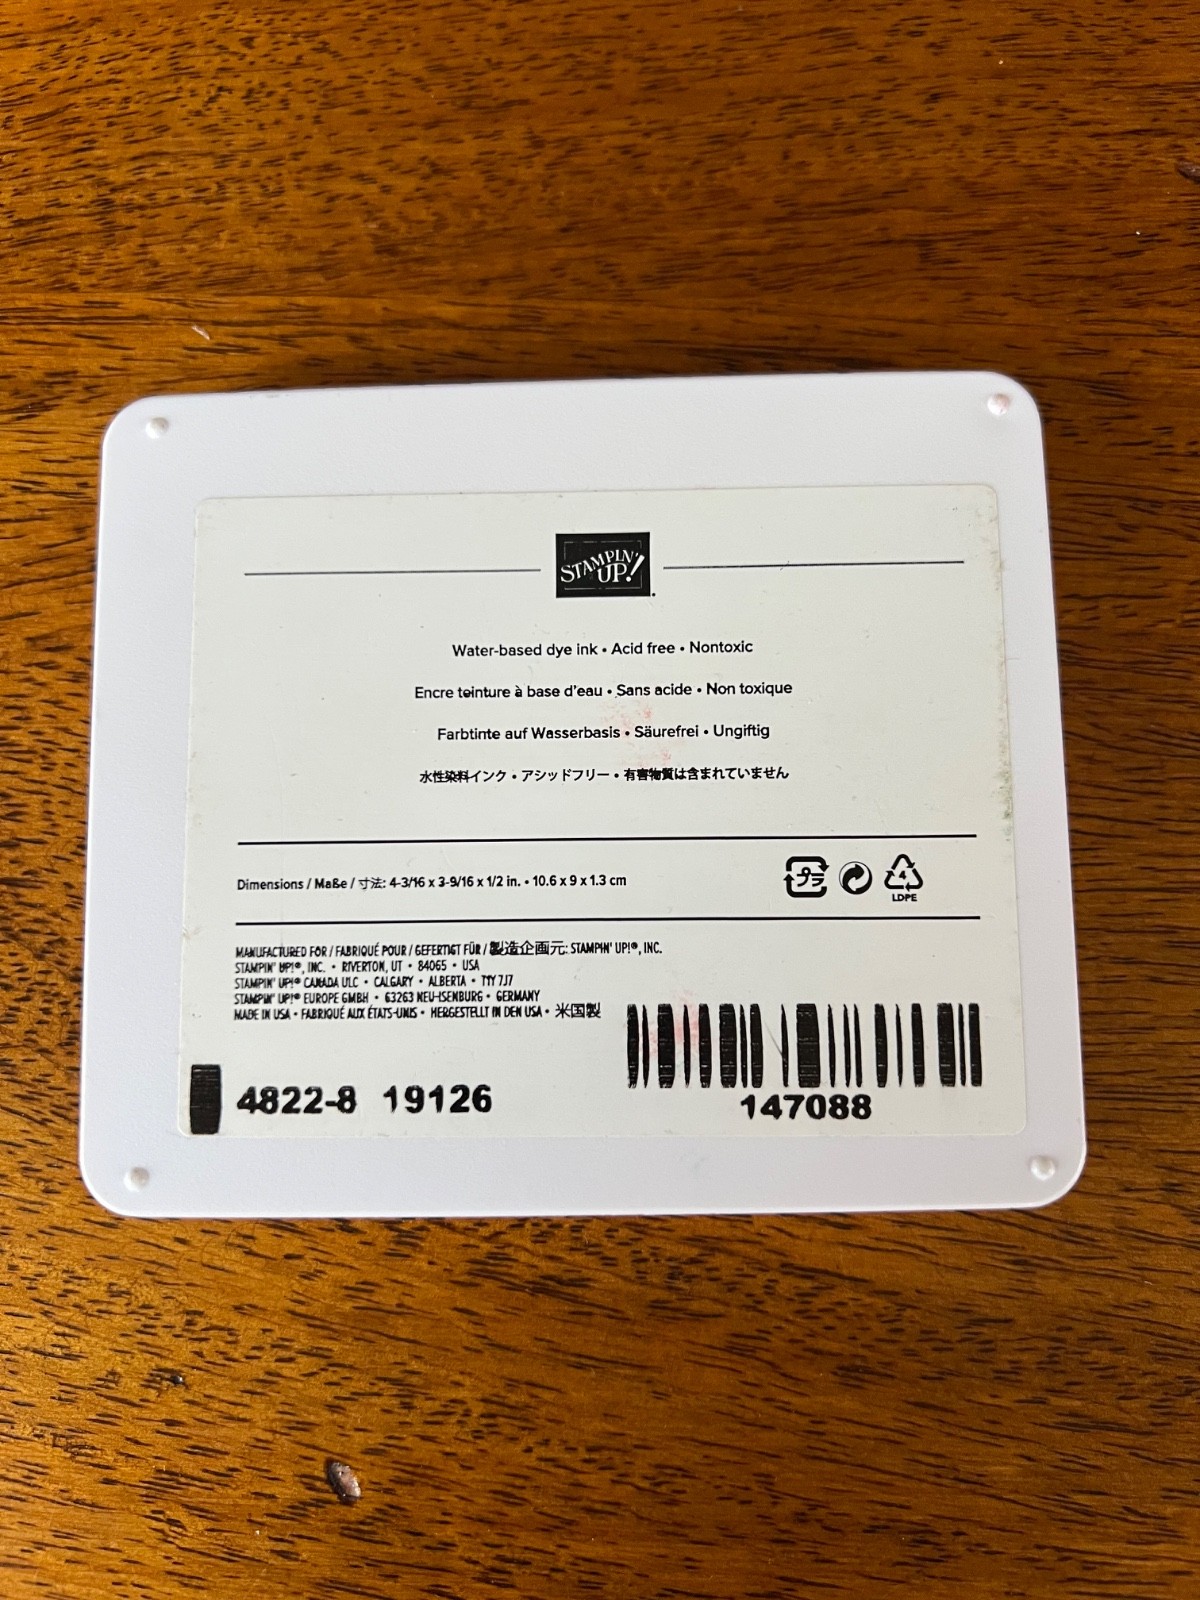 STAMPIN' UP!
Water-based dye ink • Acid free • Nontoxic
Encre teinture à base d'eau • Sans acide • Non toxique
Farbtinte auf Wasserbasis • Säurefrei • Ungiftig
水性染料インク • アシッドフリー • 有害物質は含まれていません
Dimensions / Maße / 寸法: 4-3/16 x 3-9/16 x 1/2 in. • 10.6 x 9 x 1.3 cm
プラ
4
LDPE
MANUFACTURED FOR / FABRIQUÉ POUR / GEFERTIGT FÜR / 製造企画元: STAMPIN' UP!®, INC.
STAMPIN' UP!®, INC. • RIVERTON, UT • 84065 • USA
STAMPIN' UP!® CANADA ULC • CALGARY • ALBERTA • T1Y 7J7
STAMPIN' UP!® EUROPE GMBH • 63263 NEU-ISENBURG • GERMANY
MADE IN USA • FABRIQUÉ AUX ÉTATS-UNIS • HERGESTELLT IN DEN USA • 米国製
4822-8 19126
147088